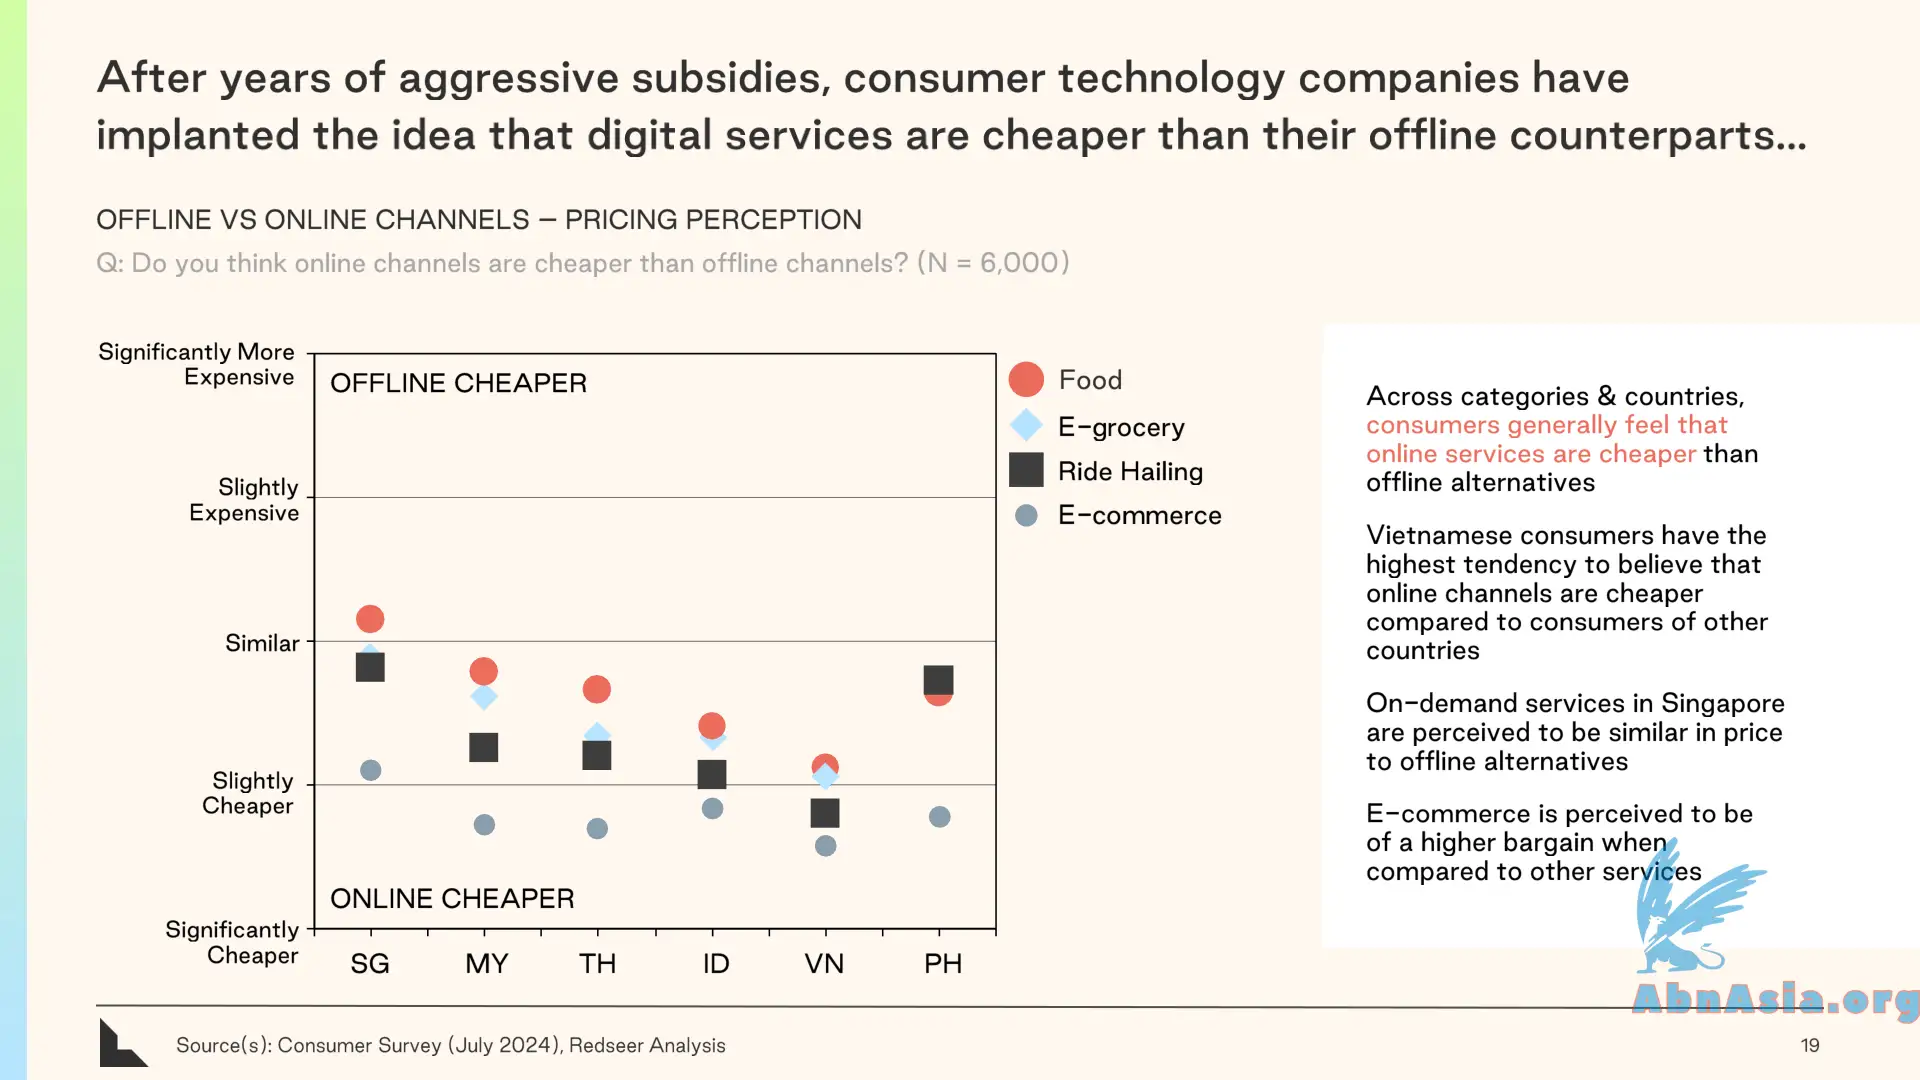 After years of aggressive subsidies, consumer technology companies have
implanted the idea that digital services are cheaper than their offline counterparts...
OFFLINE VS ONLINE CHANNELS – PRICING PERCEPTION
Q: Do you think online channels are cheaper than offline channels? (N = 6,000)
Significantly More
Expensive
Slightly
Expensive
Similar
Slightly
Cheaper
Significantly
Cheaper
OFFLINE CHEAPER
ONLINE CHEAPER
SG
MY
TH
ID
VN
PH
Food
E-grocery
Ride Hailing
E-commerce
Across categories & countries,
consumers generally feel that
online services are cheaper than
offline alternatives
Vietnamese consumers have the
highest tendency to believe that
online channels are cheaper
compared to consumers of other
countries
On-demand services in Singapore
are perceived to be similar in price
to offline alternatives
E-commerce is perceived to be
of a higher bargain when
compared to other services
AbnAsia.org
Source(s): Consumer Survey (July 2024), Redseer Analysis
19